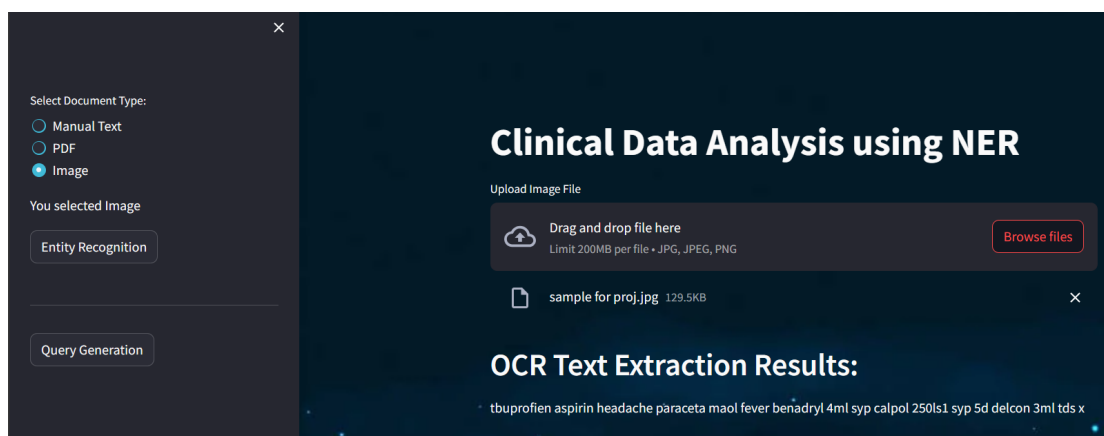 ×
Select Document Type:
Manual Text
PDF
Image
You selected Image
Entity Recognition
Query Generation
Clinical Data Analysis using NER
Upload Image File
Drag and drop file here
Limit 200MB per file • JPG, JPEG, PNG
Browse files
sample for proj.jpg 129.5KB
×
OCR Text Extraction Results:
tbuprofien aspirin headache paraceta maol fever benadryl 4ml syp calpol 250ls1 syp 5d delcon 3ml tds x